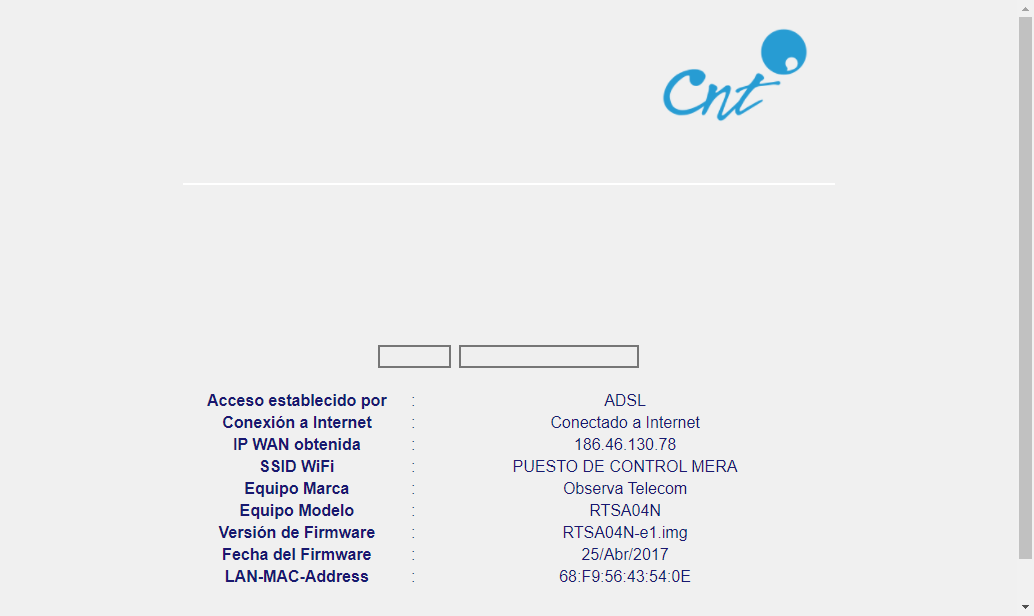 Cnt
Acceso establecido por : ADSL
Conexión a Internet : Conectado a Internet
IP WAN obtenida : 186.46.130.78
SSID WiFi : PUESTO DE CONTROL MERA
Equipo Marca : Observa Telecom
Equipo Modelo : RTSA04N
Versión de Firmware : RTSA04N-e1.img
Fecha del Firmware : 25/Abr/2017
LAN-MAC-Address : 68:F9:56:43:54:0E